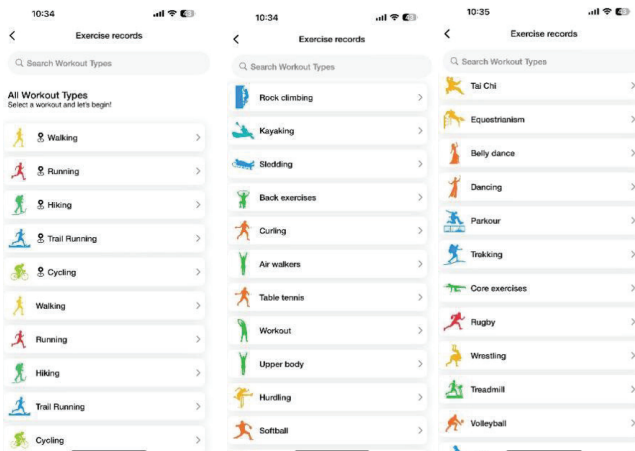 10:34
Exercise records
Search Workout Types
All Workout Types
Select a workout and let's begin!
Walking
Running
Hiking
Trail Running
Cycling
Walking
Running
Hiking
Trail Running
Cycling
10:34
Exercise records
Search Workout Types
Rock climbing
Kayaking
Sledding
Back exercises
Curling
Air walkers
Table tennis
Workout
Upper body
Hurdling
Softball
10:35
Exercise records
Search Workout Types
Tai Chi
Equestrianism
Belly dance
Dancing
Parkour
Trekking
Core exercises
Rugby
Wrestling
Treadmill
Volleyball